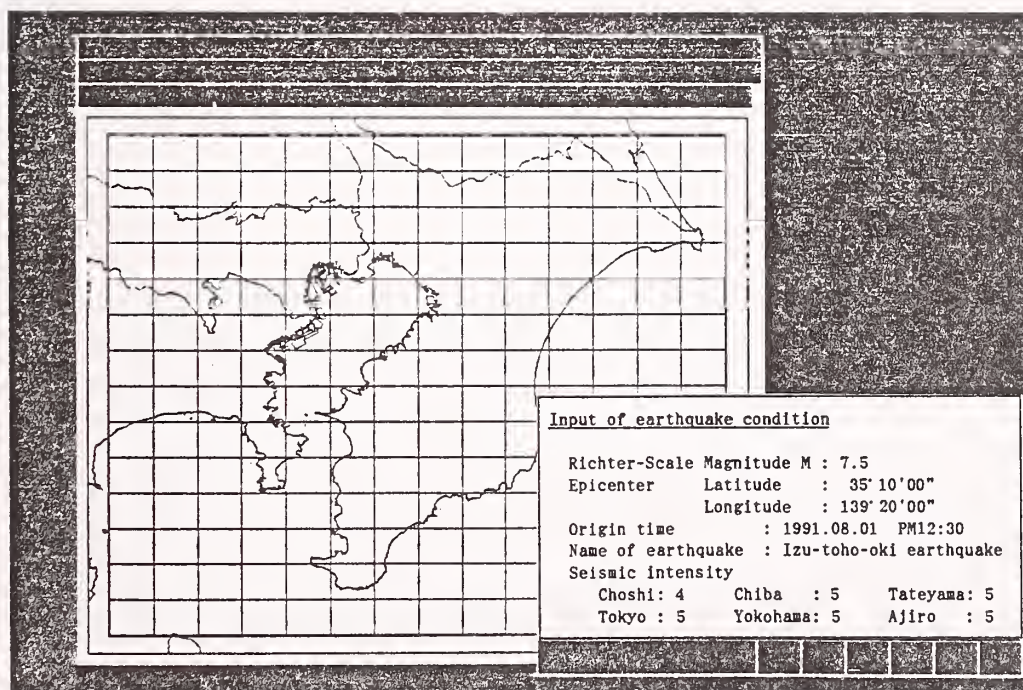 Input of earthquake condition
Richter-Scale Magnitude M : 7.5
Epicenter Latitude : 35°10'00"
Longitude : 139°20'00"
Origin time : 1991.08.01 PM12:30
Name of earthquake : Izu-toho-oki earthquake
Seismic intensity
Choshi: 4 Chiba : 5 Tateyama: 5
Tokyo : 5 Yokohama: 5 Ajiro : 5